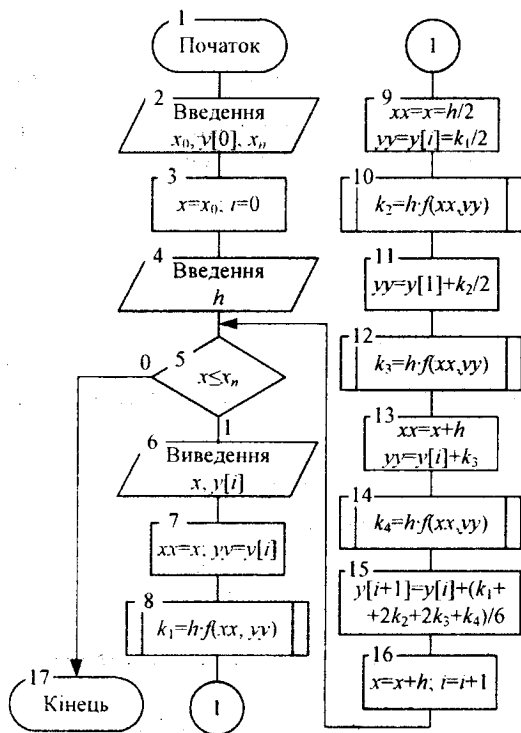 1
Початок
2
Введення
x₀, y[0], xₙ
3
x=x₀; i=0
4
Введення
h
0
5
x≤xₙ
1
6
Виведення
x, y[i]
7
xx=x; yy=y[i]
8
k₁=h·f(xx, yy)
1
17
Кінець
1
9
xx=x=h/2
yy=y[i]=k₁/2
10
k₂=h·f(xx,yy)
11
yy=y[1]+k₂/2
12
k₃=h·f(xx,yy)
13
xx=x+h
yy=y[i]+k₃
14
k₄=h·f(xx,yy)
15
y[i+1]=y[i]+(k₁+
+2k₂+2k₃+k₄)/6
16
x=x+h; i=i+1